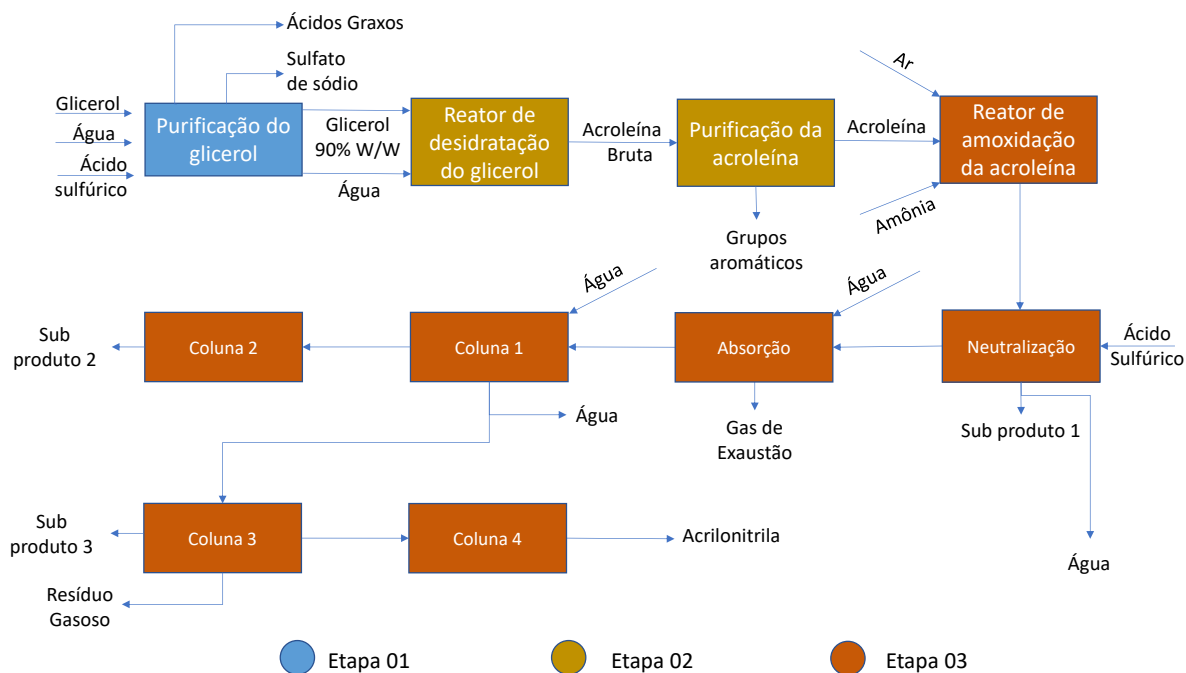 Ácidos Graxos
Sulfato
de sódio
Glicerol
Água
Ácido
sulfúrico
Purificação do
glicerol
Glicerol
90% W/W
Água
Reator de
desidratação
do glicerol
Acroleína
Bruta
Purificação da
acroleína
Grupos
aromáticos
Acroleína
Ar
Amônia
Reator de
amoxidação
da acroleína
Sub
produto 2
Coluna 2
Água
Coluna 1
Água
Água
Absorção
Gas de
Exaustão
Neutralização
Ácido
Sulfúrico
Sub produto 1
Água
Sub
produto 3
Coluna 3
Resíduo
Gasoso
Coluna 4
Acrilonitrila
Etapa 01
Etapa 02
Etapa 03